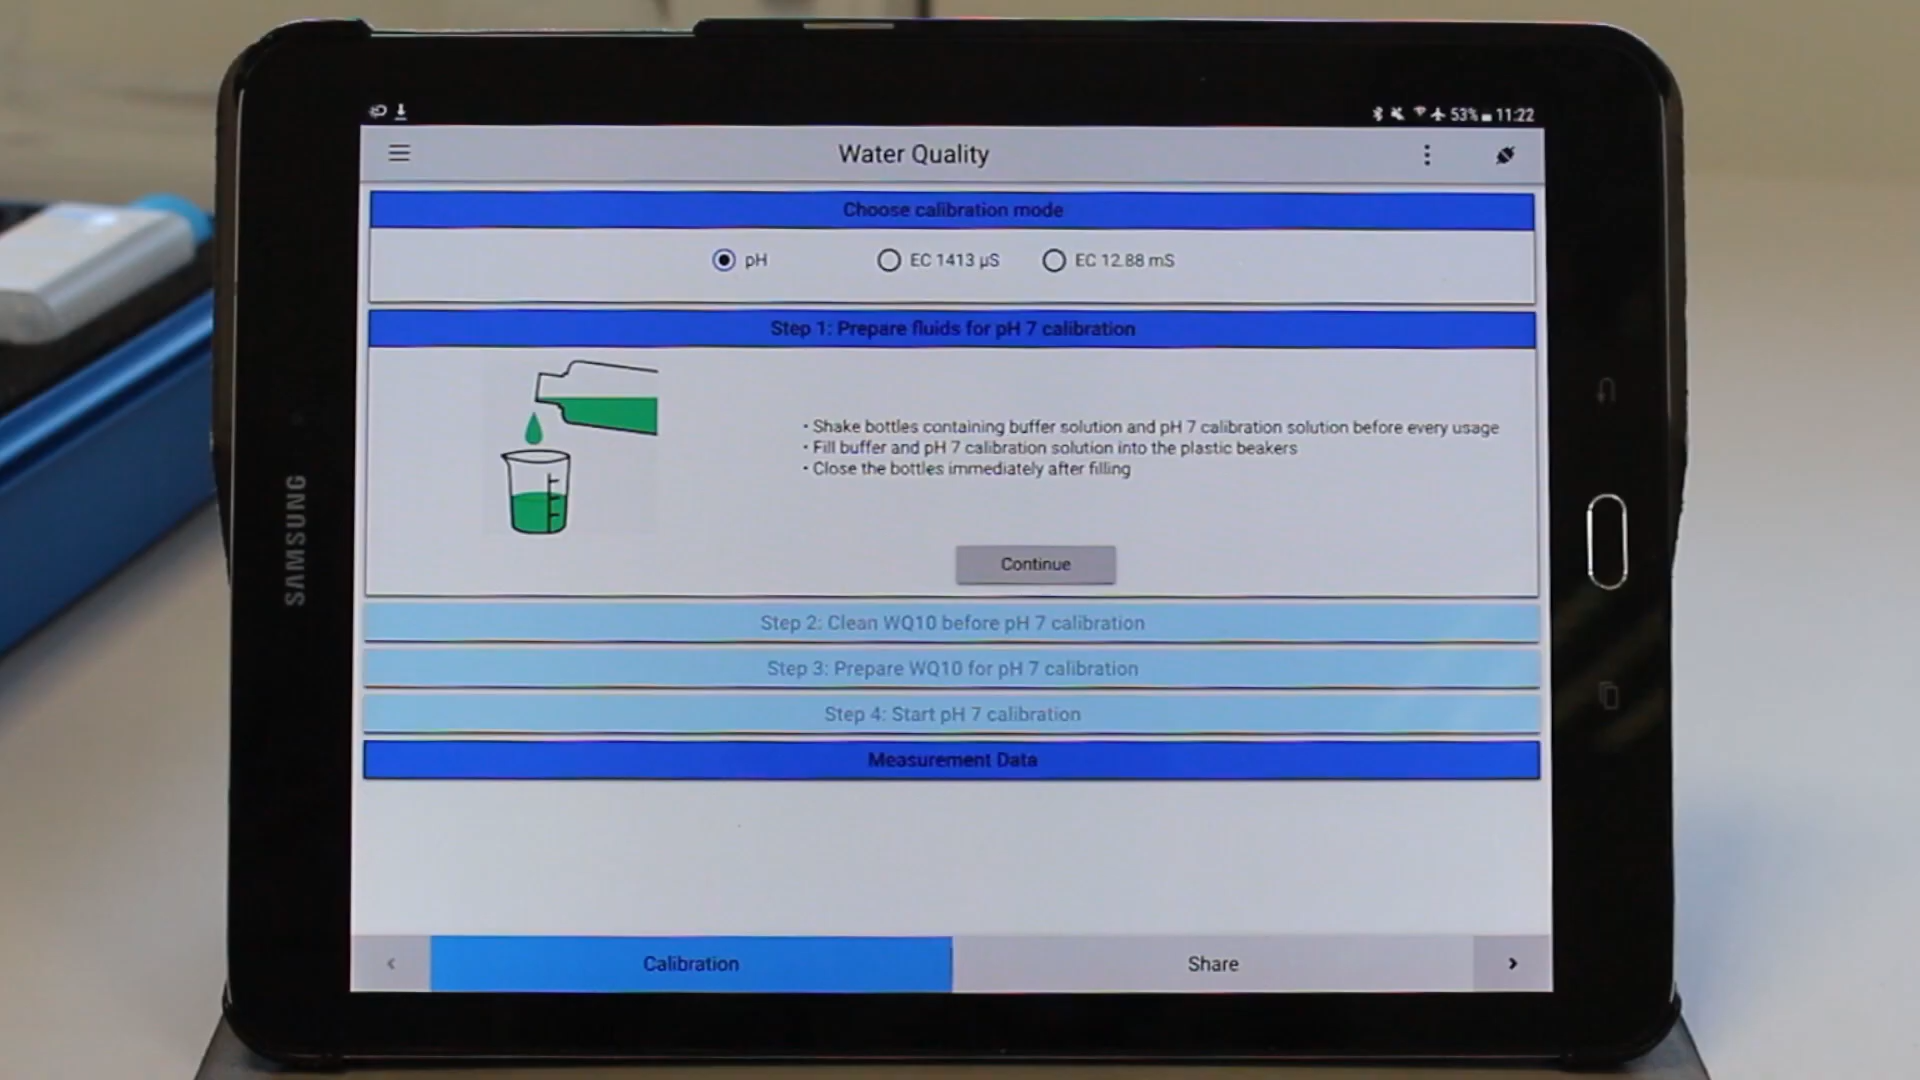 53% 11:22
Water Quality
Choose calibration mode
pH EC 1413 µS EC 12.88 mS
Step 1: Prepare fluids for pH 7 calibration
• Shake bottles containing buffer solution and pH 7 calibration solution before every usage
• Fill buffer and pH 7 calibration solution into the plastic beakers
• Close the bottles immediately after filling
Continue
Step 2: Clean WQ10 before pH 7 calibration
Step 3: Prepare WQ10 for pH 7 calibration
Step 4: Start pH 7 calibration
Measurement Data
Calibration Share
SAMSUNG